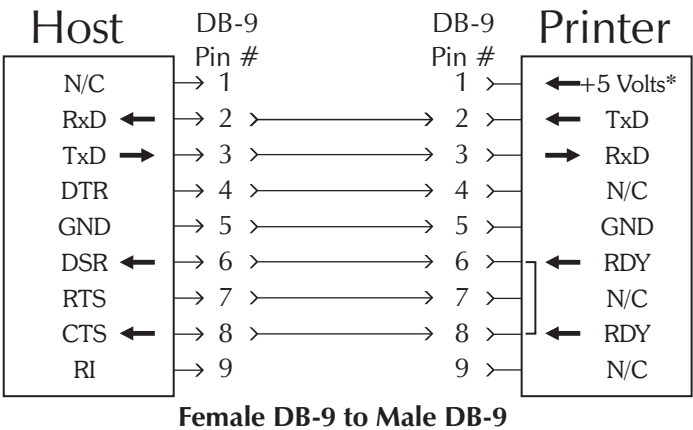 Host DB-9 DB-9 Printer
Pin # Pin #
N/C 1 1 +5 Volts*
RxD 2 2 TxD
TxD 3 3 RxD
DTR 4 4 N/C
GND 5 5 GND
DSR 6 6 RDY
RTS 7 7 N/C
CTS 8 8 RDY
RI 9 9 N/C
Female DB-9 to Male DB-9